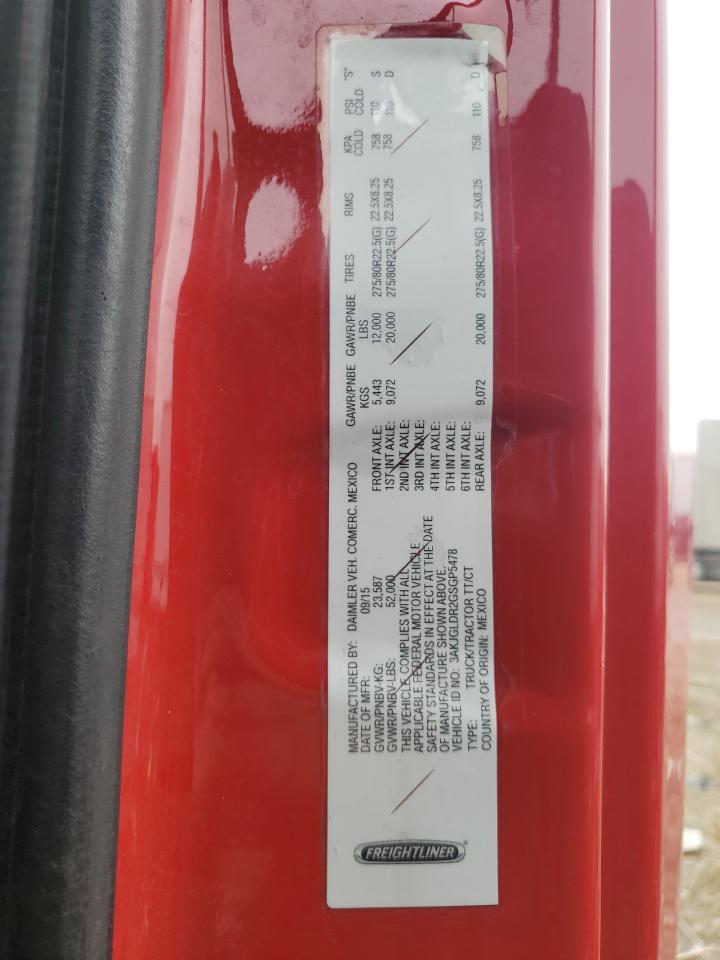 FREIGHTLINER
MANUFACTURED BY: DAIMLER VEH. COMERC. MEXICO
DATE OF MFR: 09/15
GVWR/PNBV-KG: 23,587
GVWR/PNBV-LBS: 52,000
THIS VEHICLE COMPLIES WITH ALL
APPLICABLE FEDERAL MOTOR VEHICLE
SAFETY STANDARDS IN EFFECT AT THE DATE
OF MANUFACTURE SHOWN ABOVE.
VEHICLE ID NO: 3AKJGLDR2GSGP5478
TYPE: TRUCK/TRACTOR TT/CT
COUNTRY OF ORIGIN: MEXICO
GAWR/PNBE GAWR/PNBE TIRES RIMS KPA PSI "S"
KGS LBS COLD COLD
FRONT AXLE: 5,443 12,000 275/80R22.5(G) 22.5X8.25 758 110 S
1ST INT AXLE: 9,072 20,000 275/80R22.5(G) 22.5X8.25 758 110 D
2ND INT AXLE:
3RD INT AXLE:
4TH INT AXLE:
5TH INT AXLE:
6TH INT AXLE:
REAR AXLE: 9,072 20,000 275/80R22.5(G) 22.5X8.25 758 110 D